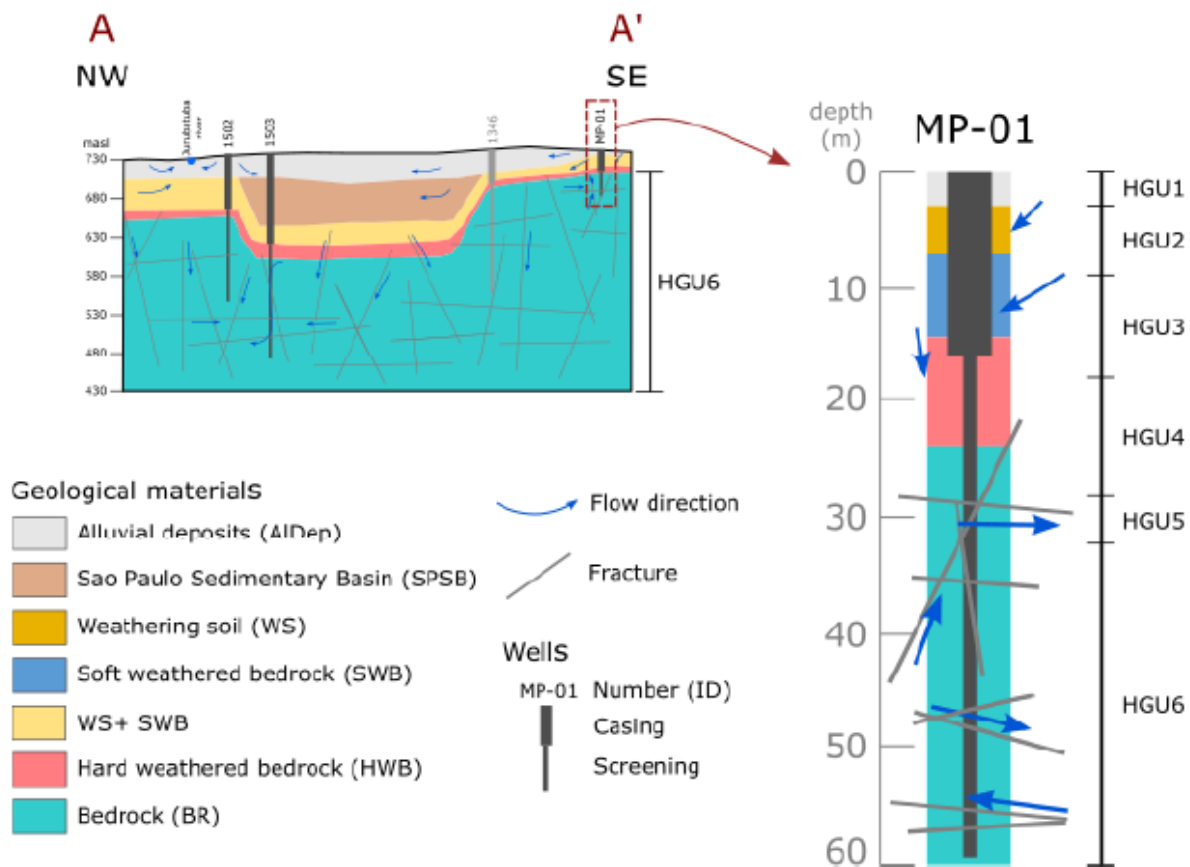 A
A'
NW
SE
masl
river
1502
1503
1346
MP-01
730
680
630
580
530
480
430
HGU6
depth
(m)
MP-01
0
10
20
30
40
50
60
HGU1
HGU2
HGU3
HGU4
HGU5
HGU6
Geological materials
Alluvial deposits (AlDep)
Sao Paulo Sedimentary Basin (SPSB)
Weathering soil (WS)
Soft weathered bedrock (SWB)
WS+ SWB
Hard weathered bedrock (HWB)
Bedrock (BR)
Flow direction
Fracture
Wells
MP-01 Number (ID)
Casing
Screening